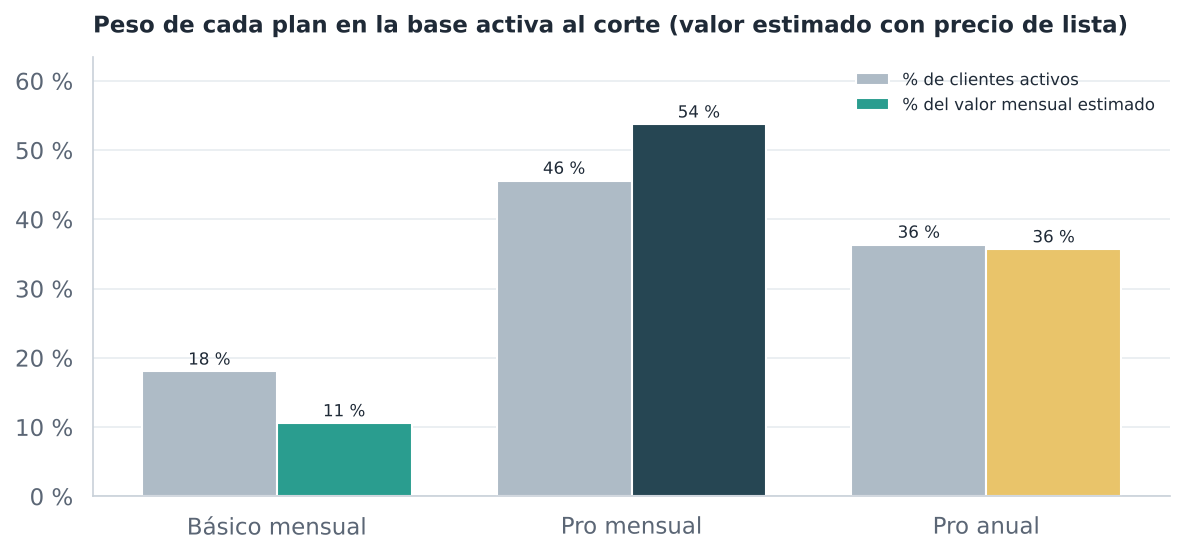 Peso de cada plan en la base activa al corte (valor estimado con precio de lista)
% de clientes activos
% del valor mensual estimado
60 %
50 %
40 %
30 %
20 %
10 %
0 %
18 %
11 %
46 %
54 %
36 %
36 %
Básico mensual
Pro mensual
Pro anual